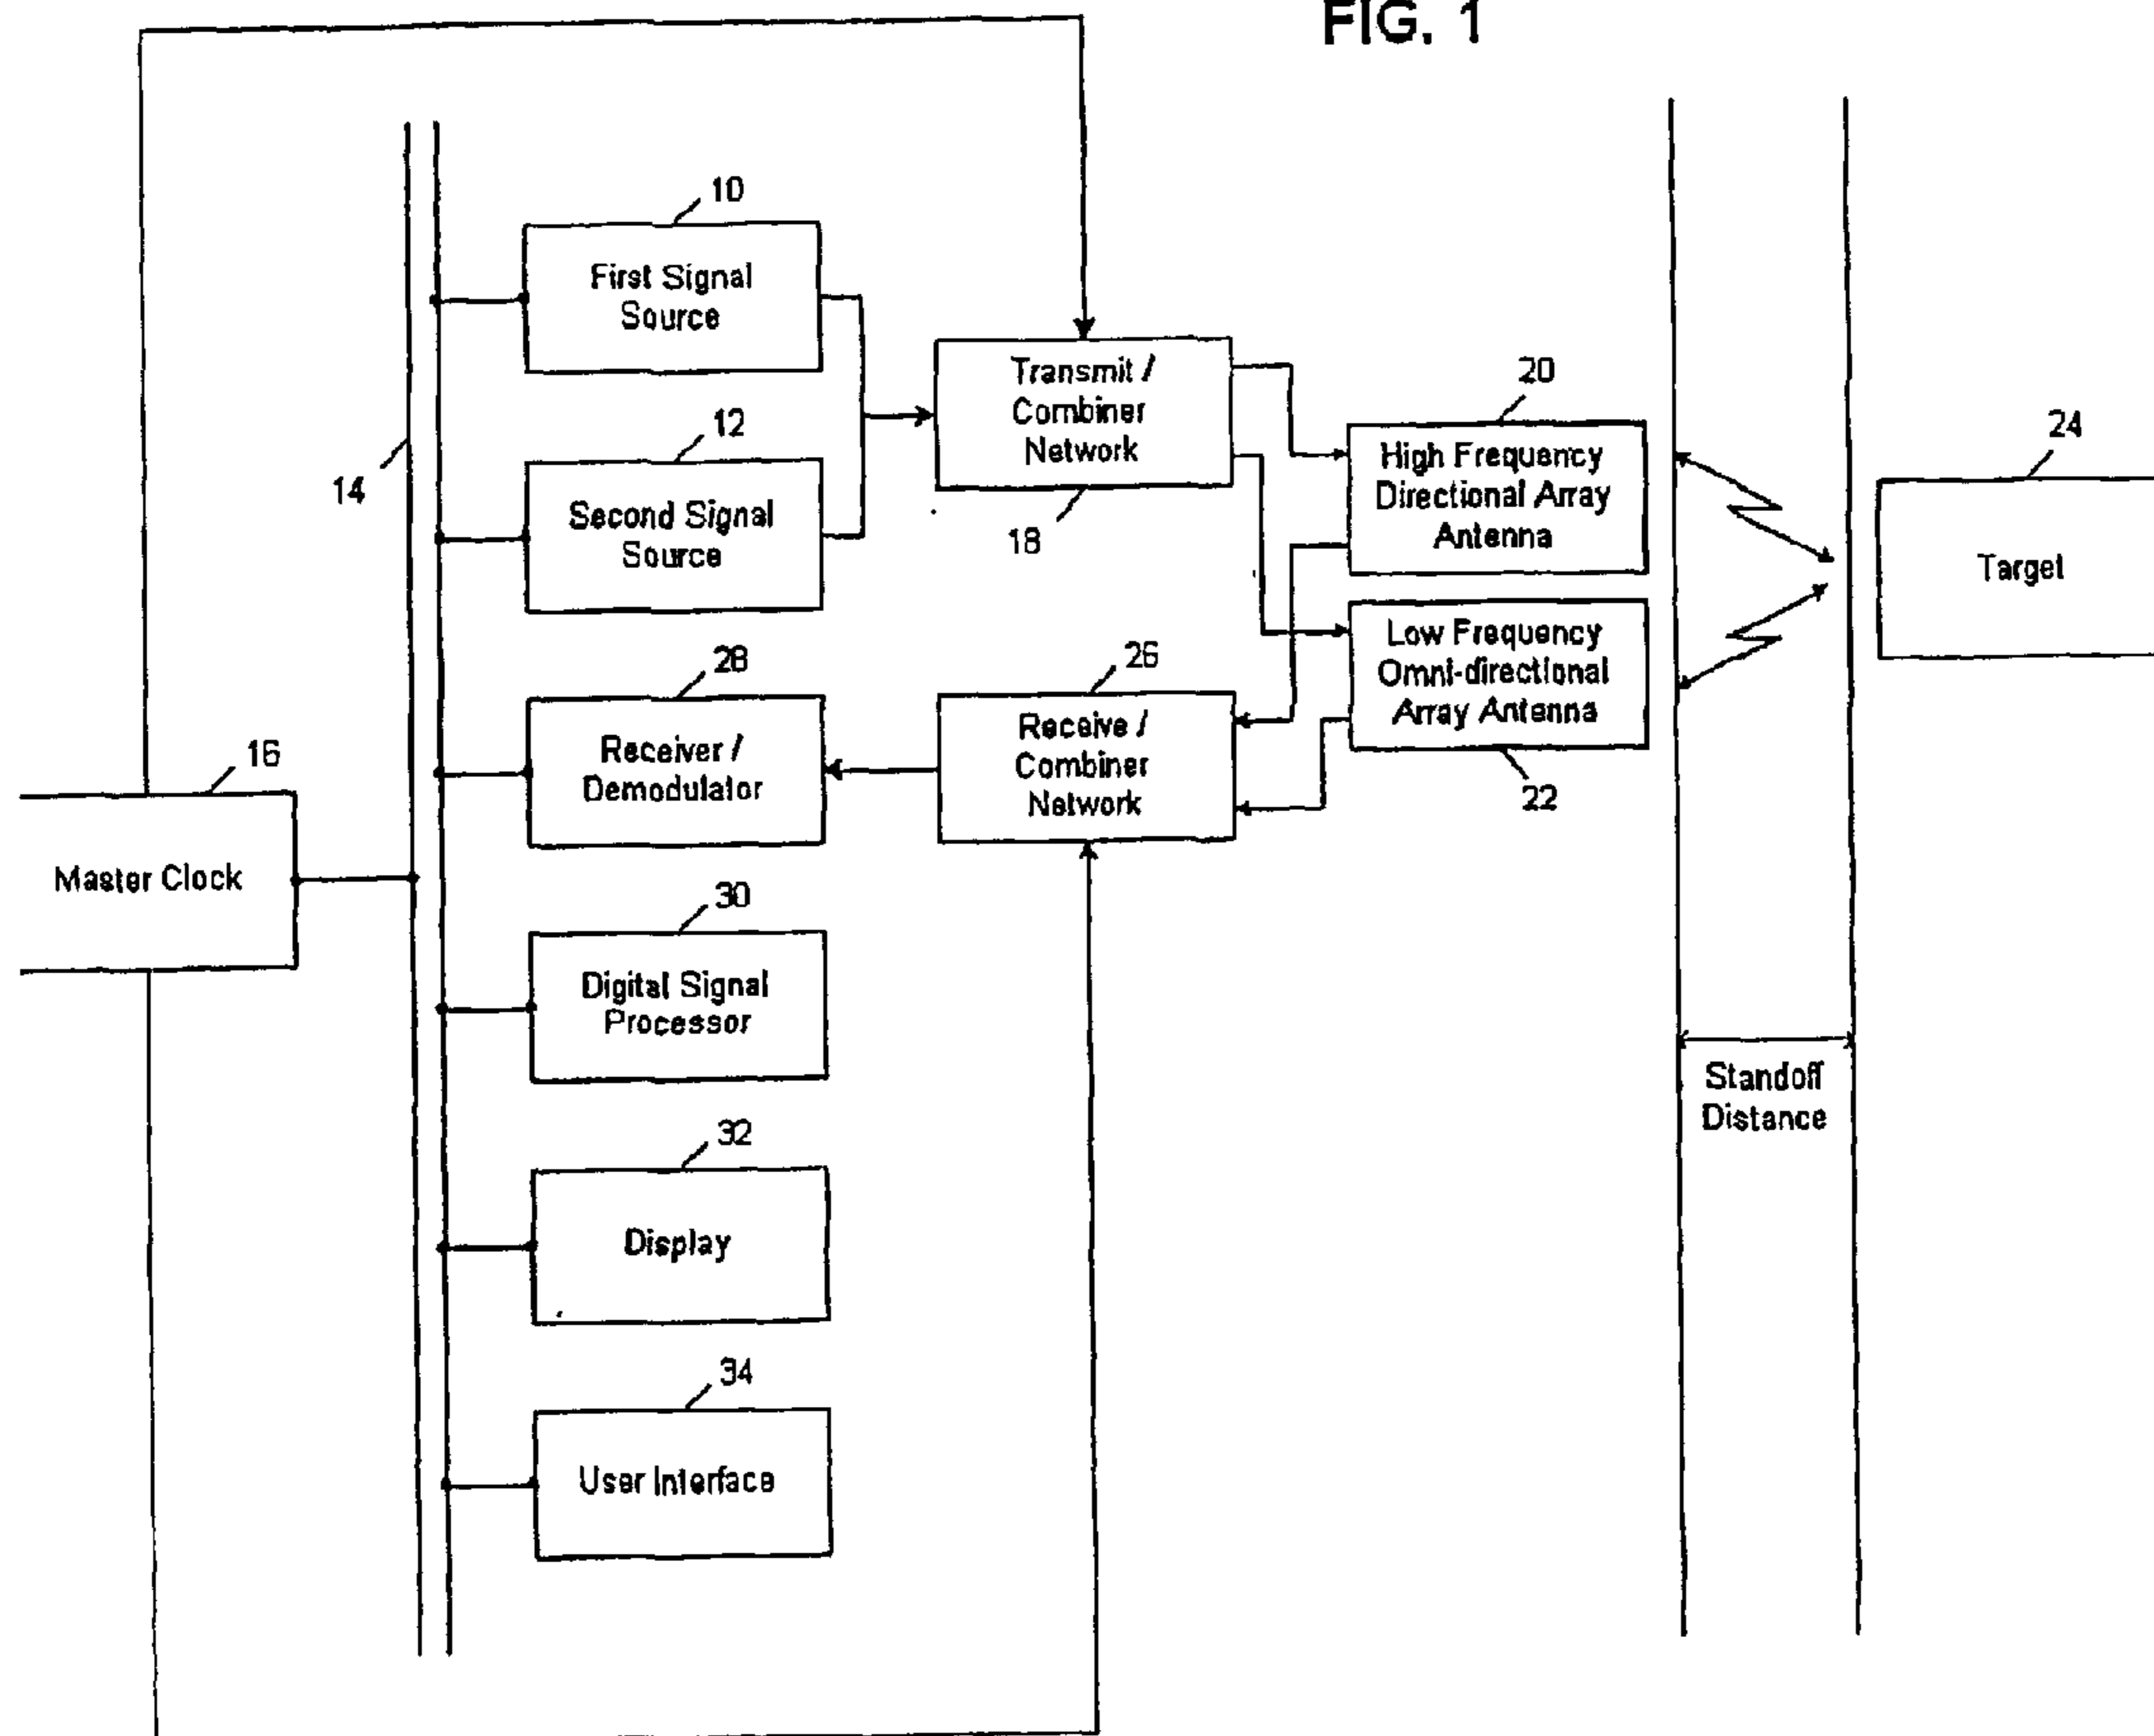 FIG. 1
10
First Signal
Source
12
Second Signal
Source
14
Transmit /
Combiner
Network
18
20
High Frequency
Directional Array
Antenna
24
Target
Low Frequency
Omni-directional
Array Antenna
22
28
Receiver /
Demodulator
26
Receive /
Combiner
Network
16
Master Clock
30
Digital Signal
Processor
Standoff
Distance
32
Display
34
User Interface